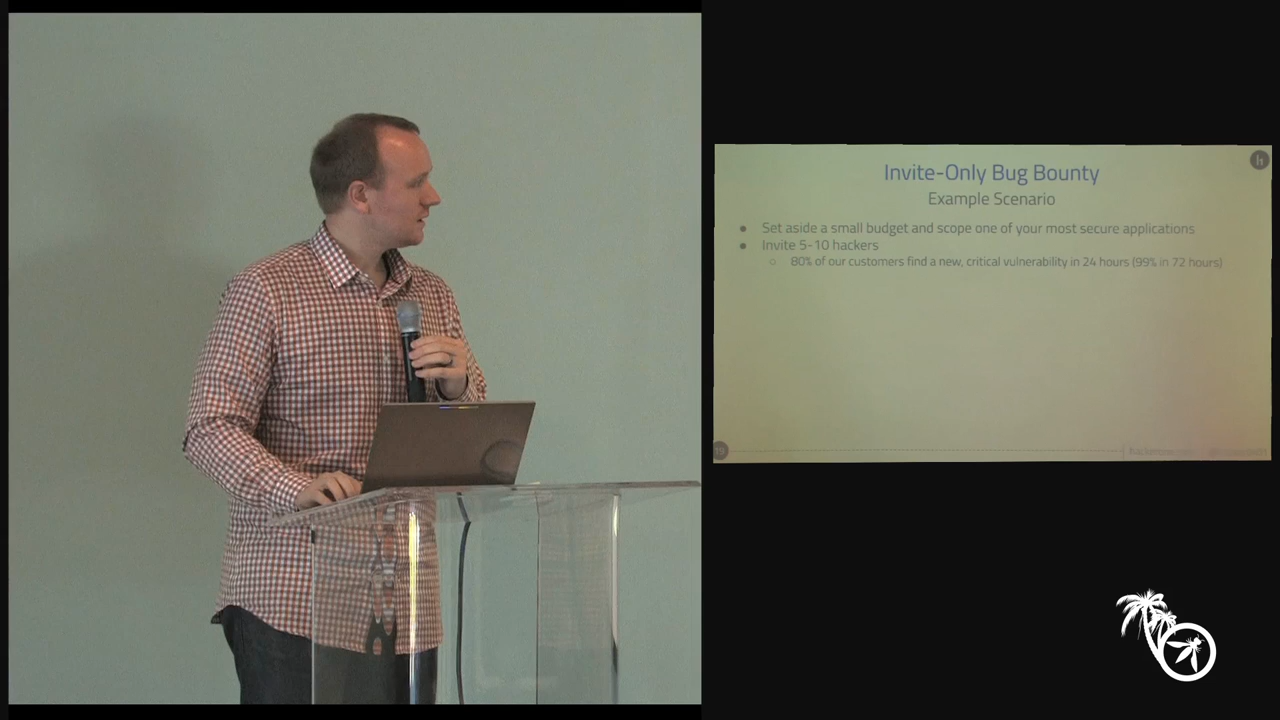 h
Invite-Only Bug Bounty
Example Scenario
● Set aside a small budget and scope one of your most secure applications
● Invite 5-10 hackers
○ 80% of our customers find a new, critical vulnerability in 24 hours (99% in 72 hours)